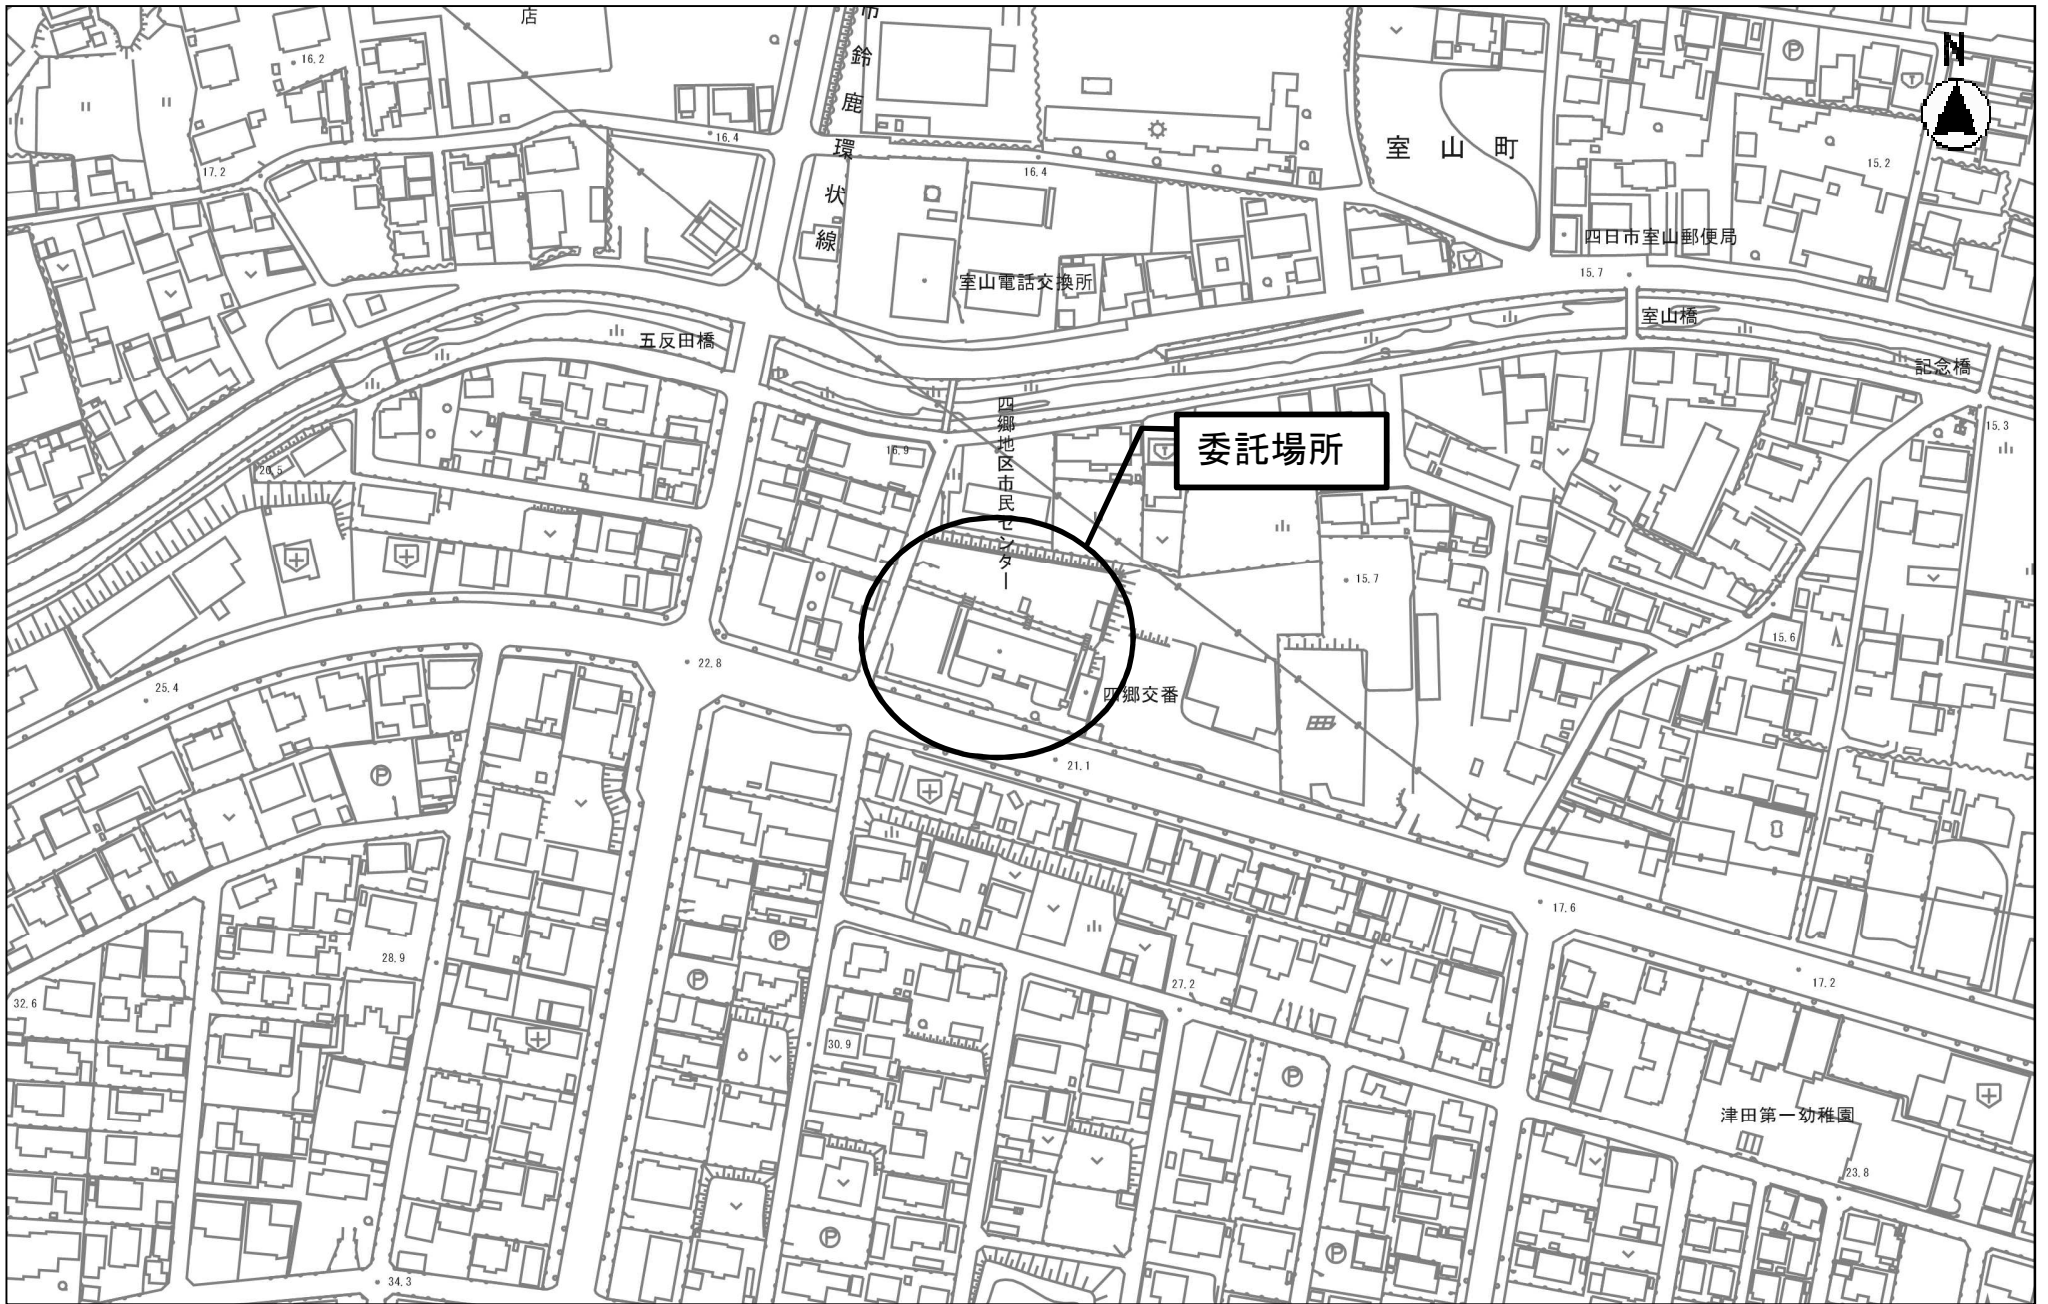 店
市
鈴鹿環状線
N
16.2
16.4
室山町
15.2
17.2
16.4
四日市室山郵便局
15.7
室山電話交換所
室山橋
五反田橋
S
S
記念橋
四郷地区市民センター
委託場所
15.3
16.9
20.5
15.7
15.6
22.8
25.4
四郷交番
21.1
P
P
17.6
P
P
28.9
17.2
27.2
32.6
30.9
P
津田第一幼稚園
23.8
P
P
34.3